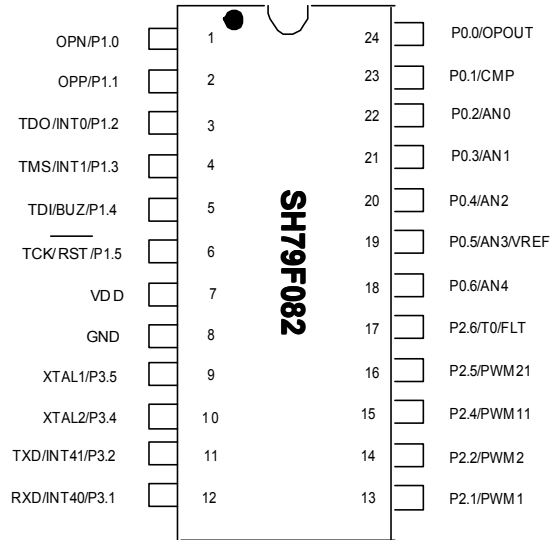 OPN/P1.0 1 24 P0.0/OPOUT
OPP/P1.1 2 23 P0.1/CMP
TDO/INT0/P1.2 3 22 P0.2/AN0
TMS/INT1/P1.3 4 21 P0.3/AN1
TDI/BUZ/P1.4 5 20 P0.4/AN2
TCK/RST/P1.5 6 19 P0.5/AN3/VREF
VDD 7 18 P0.6/AN4
GND 8 17 P2.6/T0/FLT
XTAL1/P3.5 9 16 P2.5/PWM21
XTAL2/P3.4 10 15 P2.4/PWM11
TXD/INT41/P3.2 11 14 P2.2/PWM2
RXD/INT40/P3.1 12 13 P2.1/PWM1
SH79F082